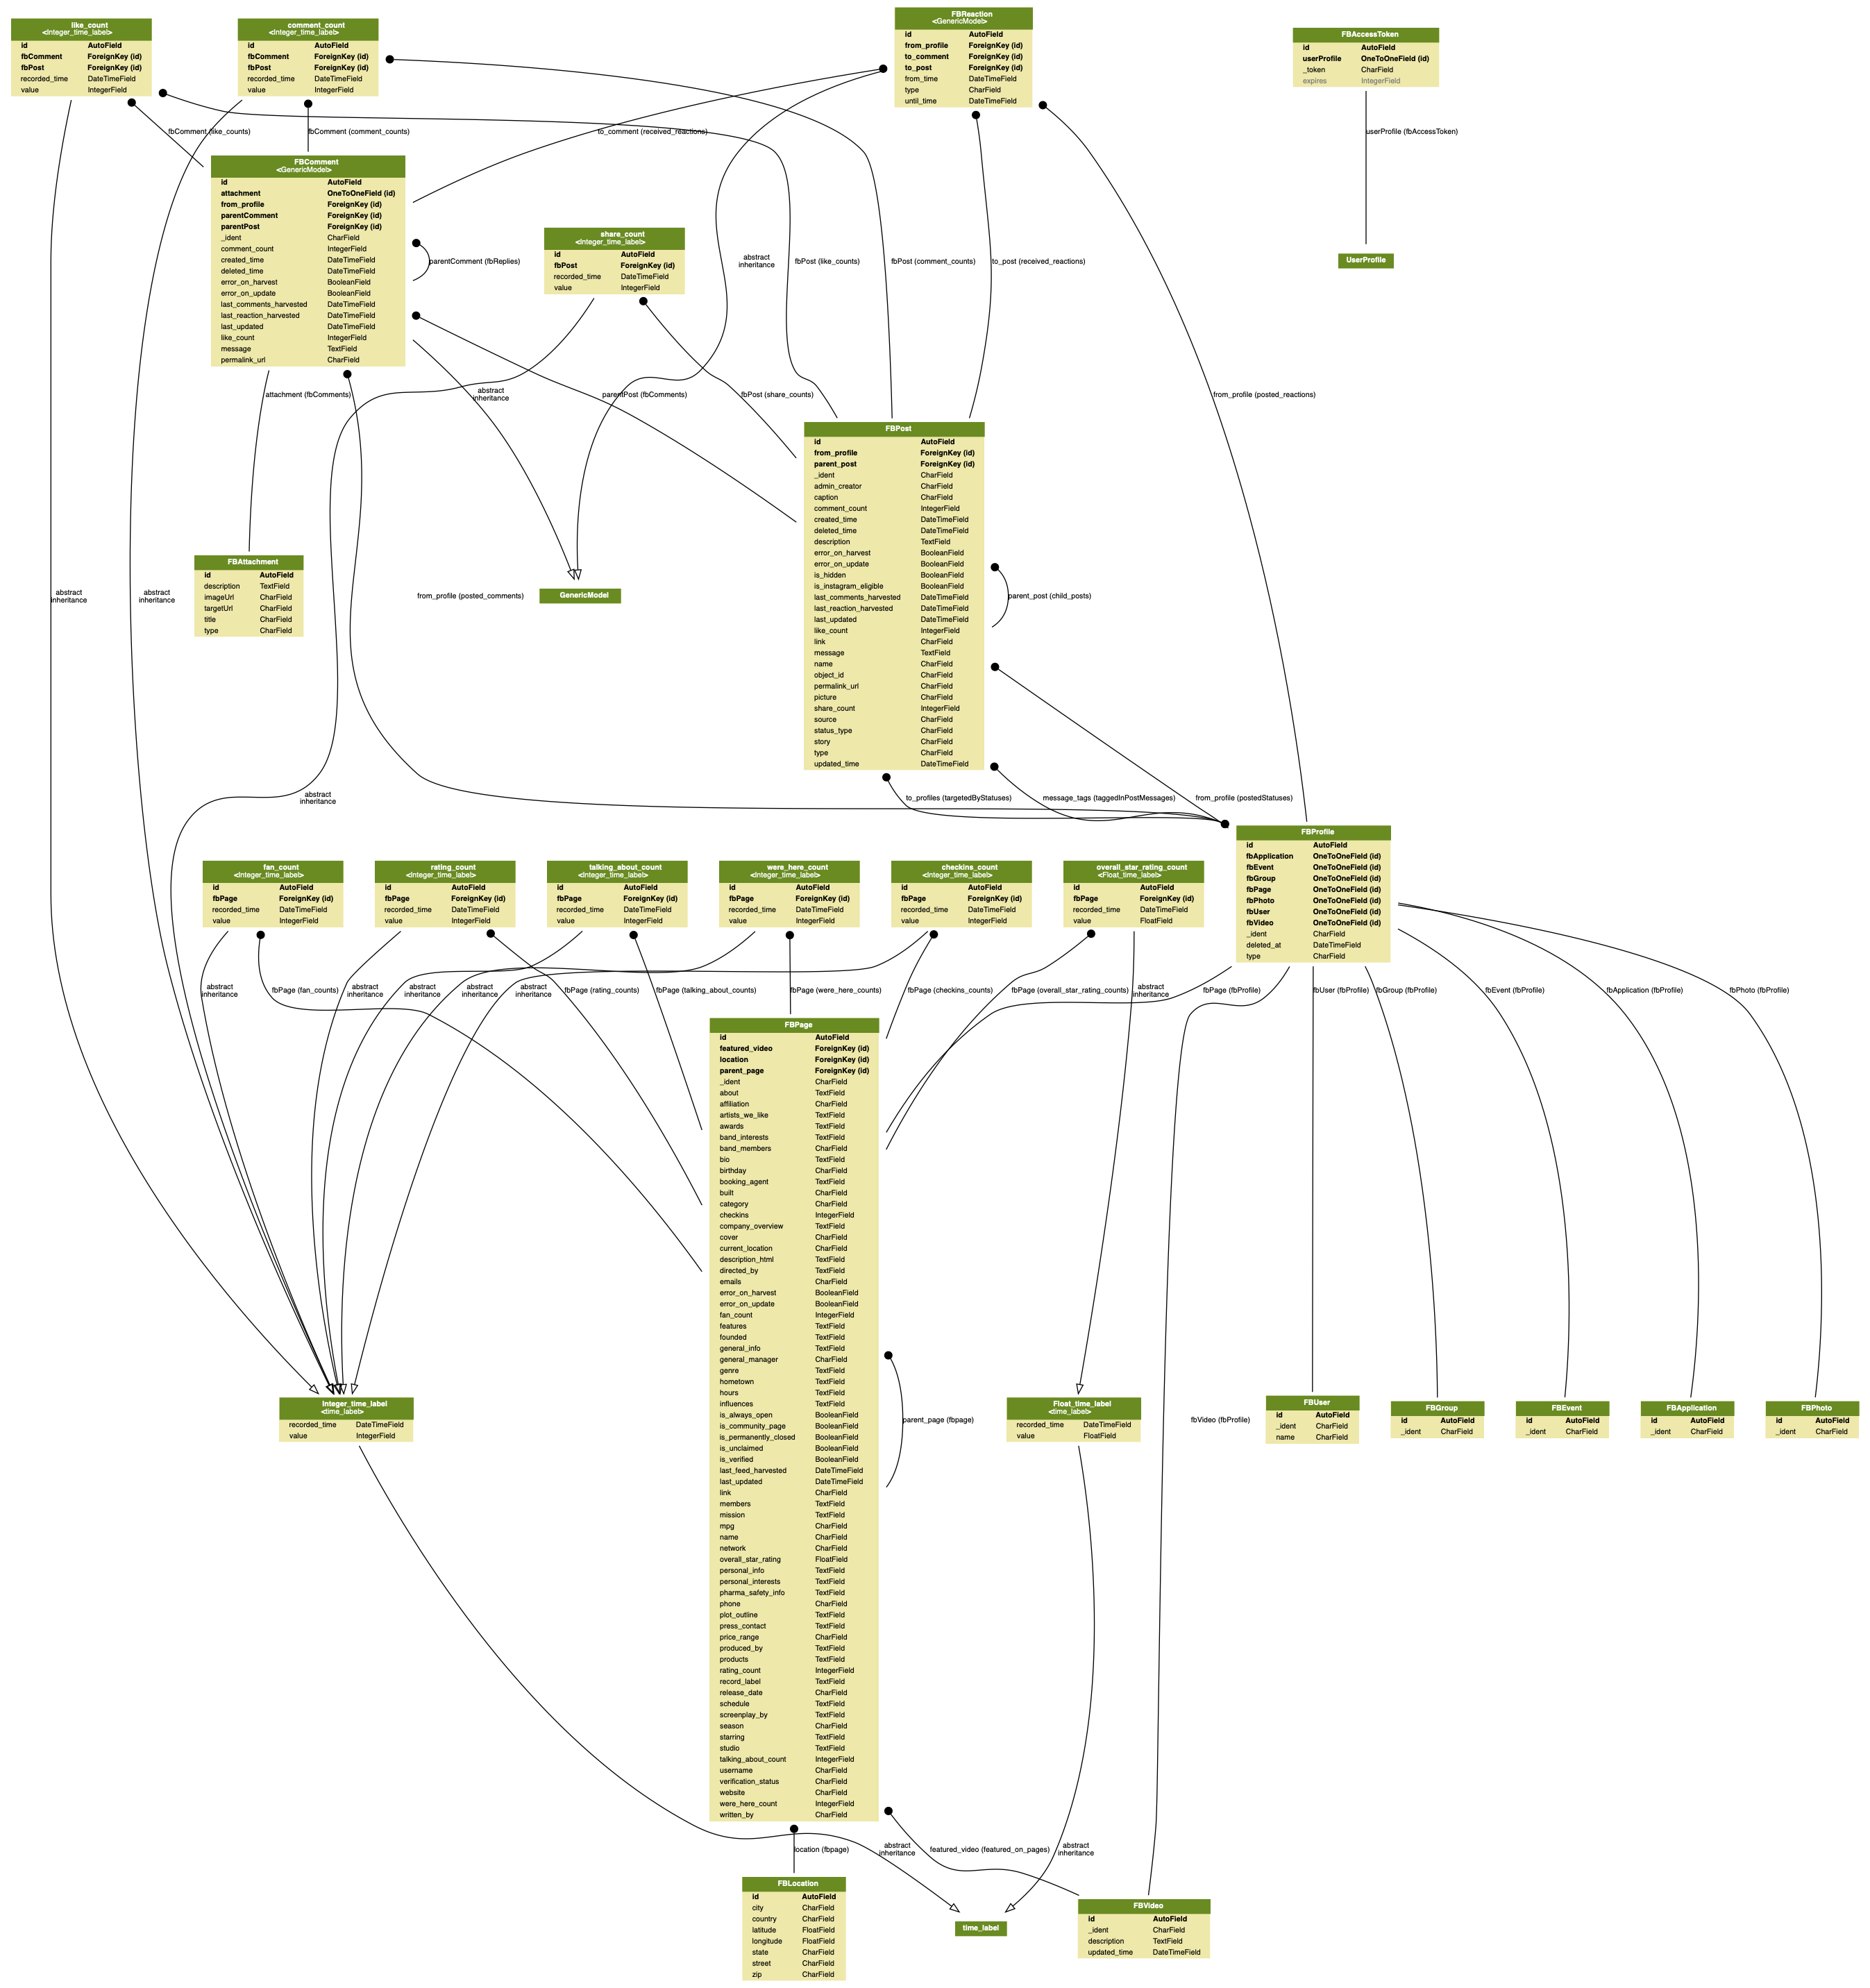 like_count
<Integer_time_label>
id AutoField
fbComment ForeignKey (id)
fbPost ForeignKey (id)
recorded_time DateTimeField
value IntegerField
comment_count
<Integer_time_label>
id AutoField
fbComment ForeignKey (id)
fbPost ForeignKey (id)
recorded_time DateTimeField
value IntegerField
FBReaction
<GenericModel>
id AutoField
from_profile ForeignKey (id)
to_comment ForeignKey (id)
to_post ForeignKey (id)
from_time DateTimeField
type CharField
until_time DateTimeField
FBAccessToken
id AutoField
userProfile OneToOneField (id)
_token CharField
expires IntegerField
fbComment (like_counts)
fbComment (comment_counts)
to_comment (received_reactions)
userProfile (fbAccessToken)
FBComment
<GenericModel>
id AutoField
attachment OneToOneField (id)
from_profile ForeignKey (id)
parentComment ForeignKey (id)
parentPost ForeignKey (id)
_ident CharField
comment_count IntegerField
created_time DateTimeField
deleted_time DateTimeField
error_on_harvest BooleanField
error_on_update BooleanField
last_comments_harvested DateTimeField
last_reaction_harvested DateTimeField
last_updated DateTimeField
like_count IntegerField
message TextField
permalink_url CharField
parentComment (fbReplies)
share_count
<Integer_time_label>
id AutoField
fbPost ForeignKey (id)
recorded_time DateTimeField
value IntegerField
abstract
inheritance
fbPost (like_counts)
fbPost (comment_counts)
to_post (received_reactions)
UserProfile
attachment (fbComments)
abstract
inheritance
parentPost (fbComments)
fbPost (share_counts)
from_profile (posted_reactions)
FBPost
id AutoField
from_profile ForeignKey (id)
parent_post ForeignKey (id)
_ident CharField
admin_creator CharField
caption CharField
comment_count IntegerField
created_time DateTimeField
deleted_time DateTimeField
description TextField
error_on_harvest BooleanField
error_on_update BooleanField
is_hidden BooleanField
is_instagram_eligible BooleanField
last_comments_harvested DateTimeField
last_reaction_harvested DateTimeField
last_updated DateTimeField
like_count IntegerField
link CharField
message TextField
name CharField
object_id CharField
permalink_url CharField
picture CharField
share_count IntegerField
source CharField
status_type CharField
story CharField
type CharField
updated_time DateTimeField
abstract
inheritance
abstract
inheritance
FBAttachment
id AutoField
description TextField
imageUrl CharField
targetUrl CharField
title CharField
type CharField
from_profile (posted_comments)
GenericModel
parent_post (child_posts)
abstract
inheritance
to_profiles (targetedByStatuses)
message_tags (taggedInPostMessages)
from_profile (postedStatuses)
FBProfile
id AutoField
fbApplication OneToOneField (id)
fbEvent OneToOneField (id)
fbGroup OneToOneField (id)
fbPage OneToOneField (id)
fbPhoto OneToOneField (id)
fbUser OneToOneField (id)
fbVideo OneToOneField (id)
_ident CharField
deleted_at DateTimeField
type CharField
fan_count
<Integer_time_label>
id AutoField
fbPage ForeignKey (id)
recorded_time DateTimeField
value IntegerField
rating_count
<Integer_time_label>
id AutoField
fbPage ForeignKey (id)
recorded_time DateTimeField
value IntegerField
talking_about_count
<Integer_time_label>
id AutoField
fbPage ForeignKey (id)
recorded_time DateTimeField
value IntegerField
were_here_count
<Integer_time_label>
id AutoField
fbPage ForeignKey (id)
recorded_time DateTimeField
value IntegerField
checkins_count
<Integer_time_label>
id AutoField
fbPage ForeignKey (id)
recorded_time DateTimeField
value IntegerField
overall_star_rating_count
<Float_time_label>
id AutoField
fbPage ForeignKey (id)
recorded_time DateTimeField
value FloatField
abstract
inheritance
fbPage (fan_counts)
abstract
inheritance
abstract
inheritance
abstract
inheritance
abstract
inheritance
fbPage (rating_counts)
fbPage (talking_about_counts)
fbPage (were_here_counts)
fbPage (checkins_counts)
fbPage (overall_star_rating_counts)
abstract
inheritance
fbPage (fbProfile)
fbUser (fbProfile)
fbGroup (fbProfile)
fbEvent (fbProfile)
fbApplication (fbProfile)
fbPhoto (fbProfile)
FBPage
id AutoField
featured_video ForeignKey (id)
location ForeignKey (id)
parent_page ForeignKey (id)
_ident CharField
about TextField
affiliation CharField
artists_we_like TextField
awards TextField
band_interests TextField
band_members CharField
bio TextField
birthday CharField
booking_agent TextField
built CharField
category CharField
checkins IntegerField
company_overview TextField
cover CharField
current_location CharField
description_html TextField
directed_by TextField
emails CharField
error_on_harvest BooleanField
error_on_update BooleanField
fan_count IntegerField
features TextField
founded TextField
general_info TextField
general_manager CharField
genre TextField
hometown TextField
hours TextField
influences TextField
is_always_open BooleanField
is_community_page BooleanField
is_permanently_closed BooleanField
is_unclaimed BooleanField
is_verified BooleanField
last_feed_harvested DateTimeField
last_updated DateTimeField
link CharField
members TextField
mission TextField
mpg CharField
name CharField
network CharField
overall_star_rating FloatField
personal_info TextField
personal_interests TextField
pharma_safety_info TextField
phone CharField
plot_outline TextField
press_contact TextField
price_range CharField
produced_by TextField
products TextField
rating_count IntegerField
record_label TextField
release_date CharField
schedule TextField
screenplay_by TextField
season CharField
starring TextField
studio TextField
talking_about_count IntegerField
username CharField
verification_status CharField
website CharField
were_here_count IntegerField
written_by CharField
Integer_time_label
<time_label>
recorded_time DateTimeField
value IntegerField
parent_page (fbpage)
Float_time_label
<time_label>
recorded_time DateTimeField
value FloatField
fbVideo (fbProfile)
FBUser
id AutoField
_ident CharField
name CharField
FBGroup
id AutoField
_ident CharField
FBEvent
id AutoField
_ident CharField
FBApplication
id AutoField
_ident CharField
FBPhoto
id AutoField
_ident CharField
location (fbpage)
abstract
inheritance
featured_video (featured_on_pages)
abstract
inheritance
FBLocation
id AutoField
city CharField
country CharField
latitude FloatField
longitude FloatField
state CharField
street CharField
zip CharField
time_label
FBVideo
id AutoField
_ident CharField
description TextField
updated_time DateTimeField